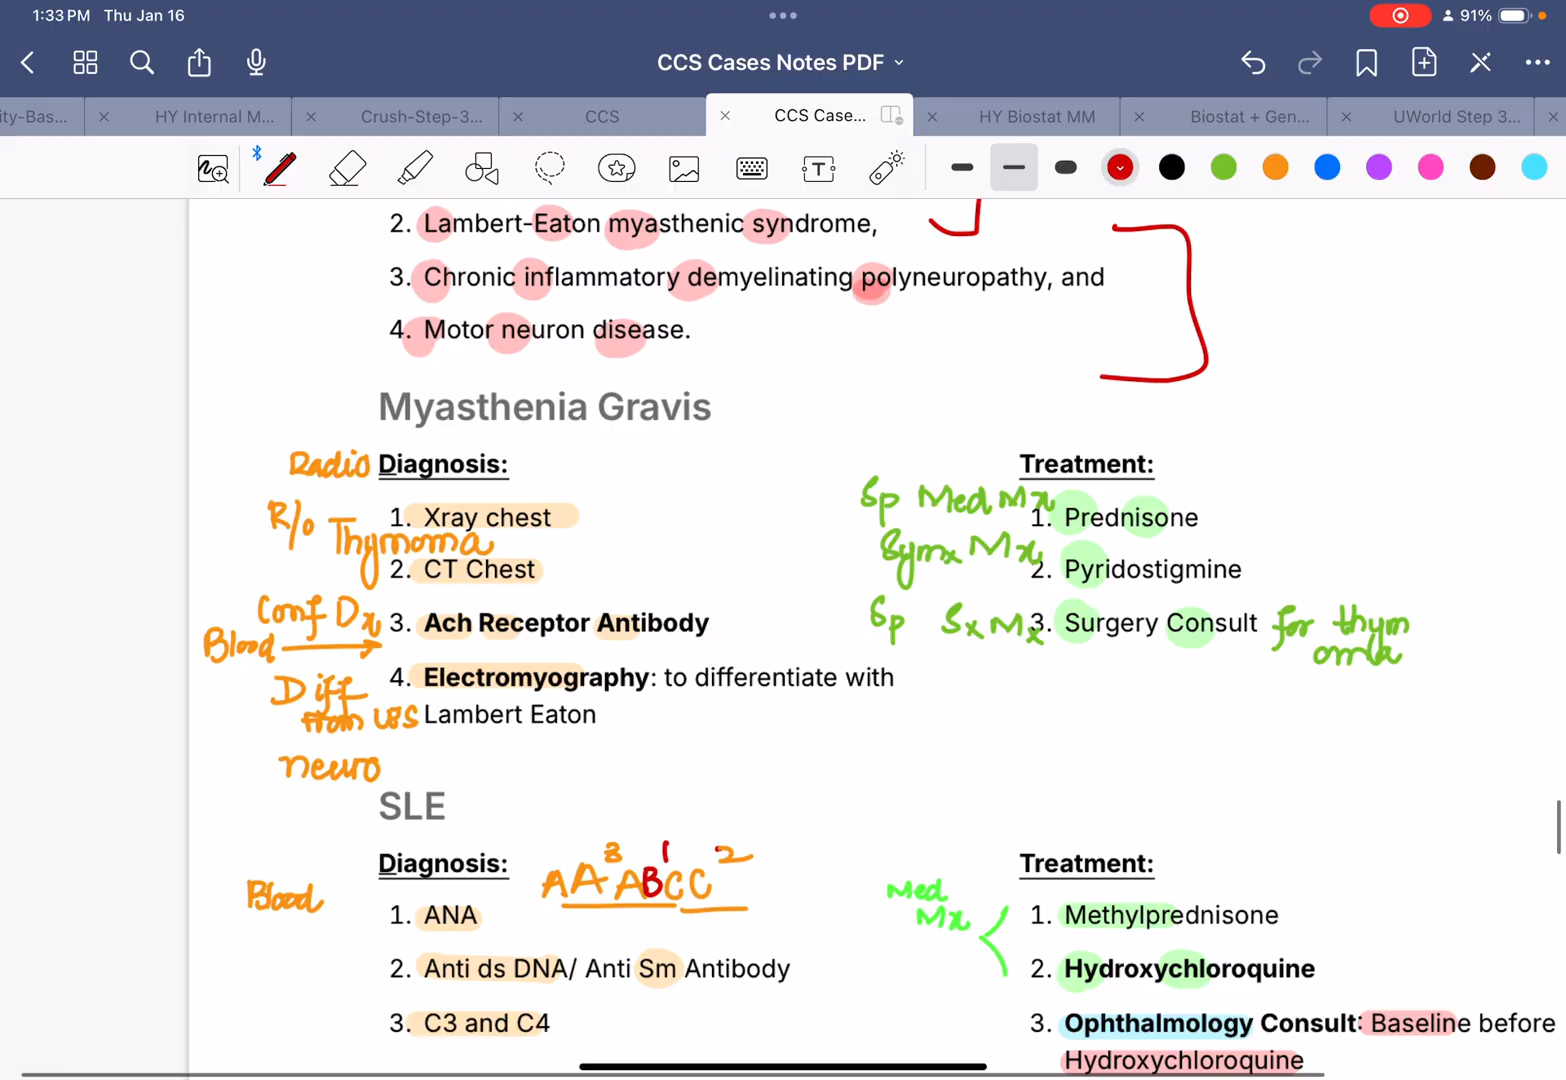 1:33 PM Thu Jan 16
91%
CCS Cases Notes PDF
ity-Bas...
HY Internal M...
Crush-Step-3...
CCS
CCS Case...
HY Biostat MM
Biostat + Gen...
UWorld Step 3...
2. Lambert-Eaton myasthenic syndrome,
3. Chronic inflammatory demyelinating polyneuropathy, and
4. Motor neuron disease.
Myasthenia Gravis
Radio Diagnosis:
R/o Thymoma
1. Xray chest
2. CT Chest
Conf Dx
Blood
3. Ach Receptor Antibody
4. Electromyography: to differentiate with
Lambert Eaton
Diff
from
neuro
Treatment:
Sp Med Mx
1. Prednisone
Symx Mx
2. Pyridostigmine
Sp Sx Mx
3. Surgery Consult for thym
oma
SLE
Diagnosis:
AA3AB1CC2
Blood
1. ANA
2. Anti ds DNA/ Anti Sm Antibody
3. C3 and C4
Treatment:
Med
Mx
1. Methylprednisone
2. Hydroxychloroquine
3. Ophthalmology Consult: Baseline before
Hydroxychloroquine